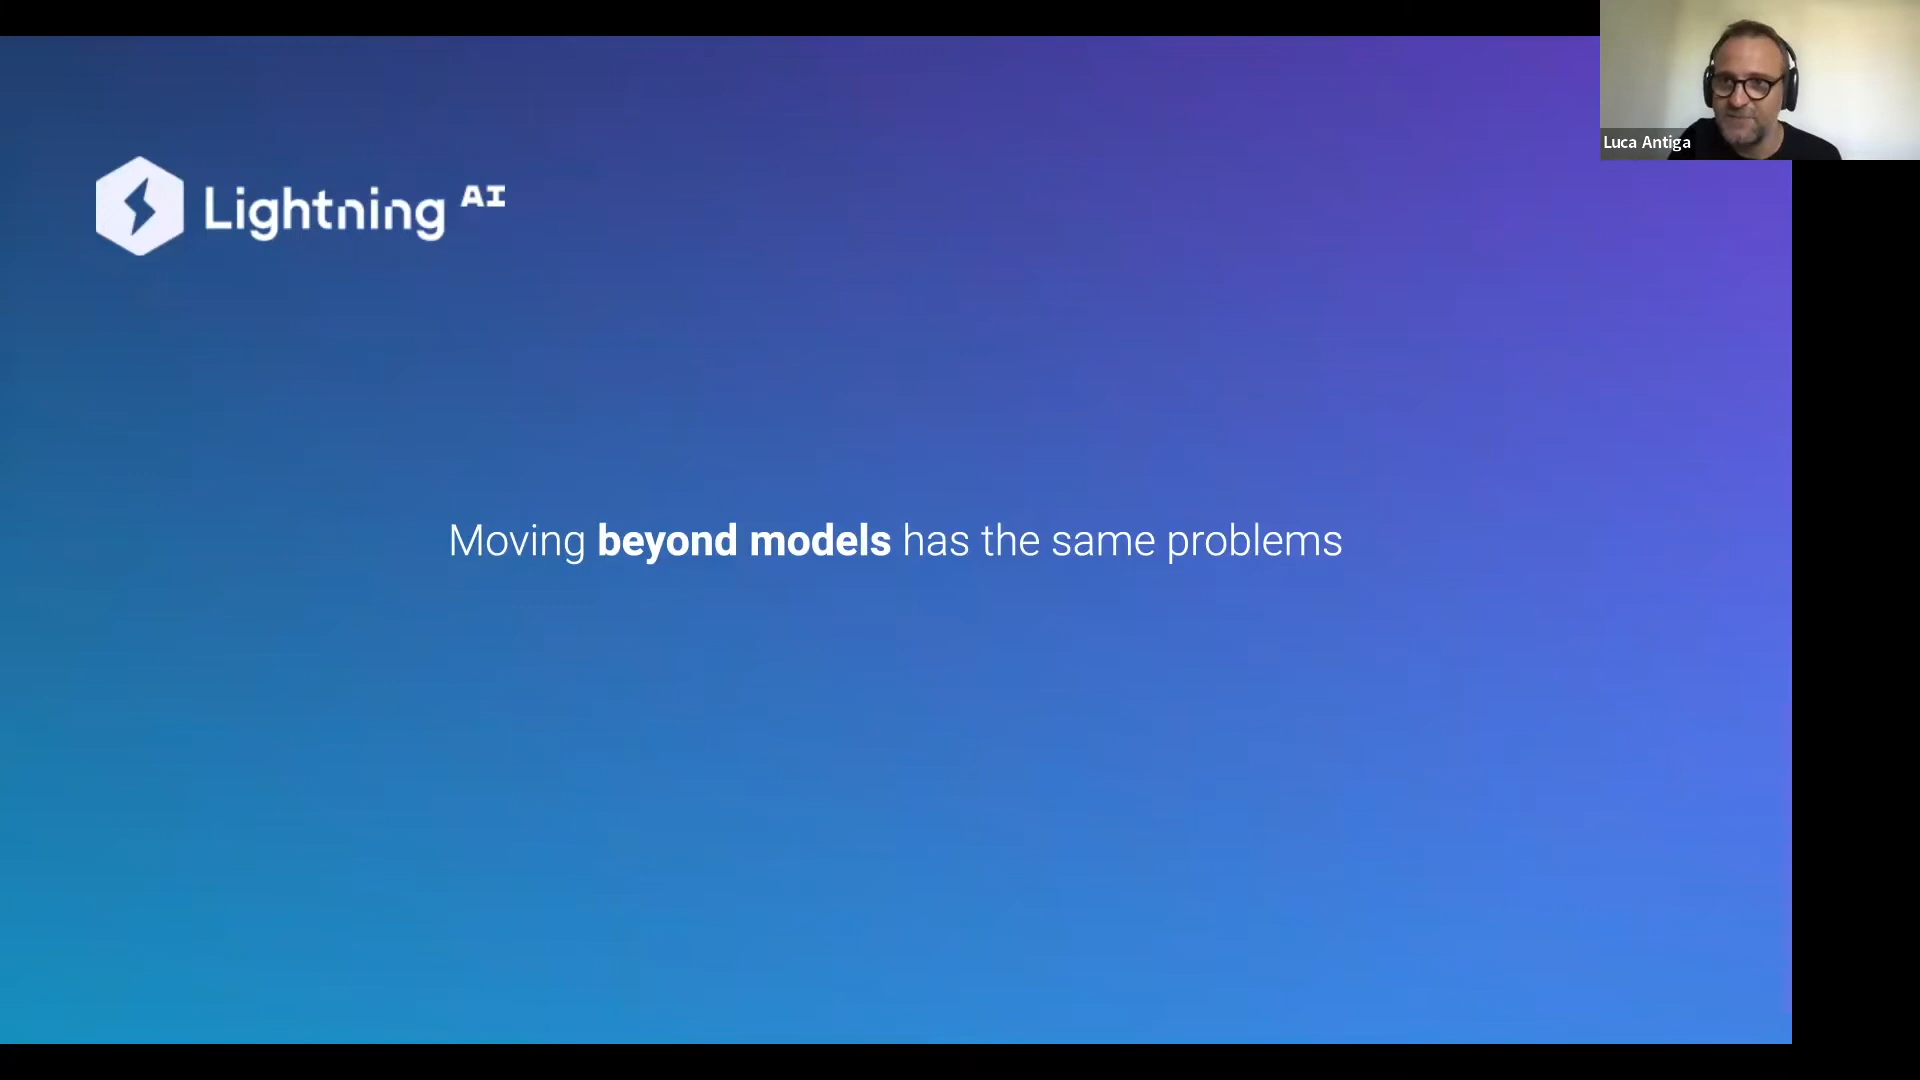 Luca Antiga
Lightning AI
Moving beyond models has the same problems